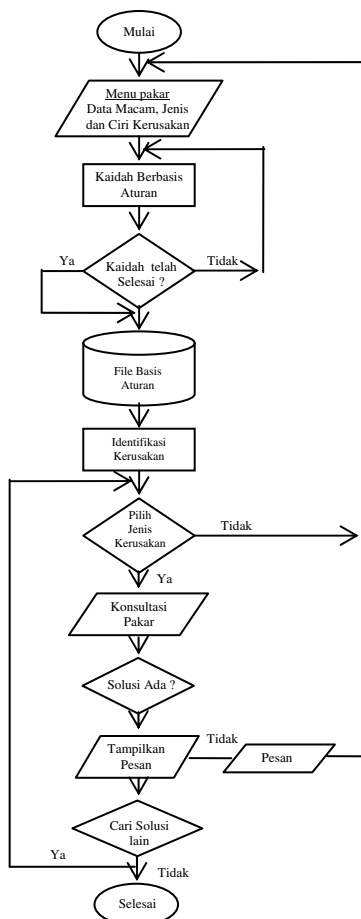 Mulai
Menu pakar
Data Macam, Jenis
dan Ciri Kerusakan
Kaidah Berbasis
Aturan
Ya
Kaidah telah
Selesai ?
Tidak
File Basis
Aturan
Identifikasi
Kerusakan
Pilih
Jenis
Kerusakan
Tidak
Ya
Konsultasi
Pakar
Solusi Ada ?
Tampilkan
Pesan
Tidak
Pesan
Cari Solusi
lain
Ya
Tidak
Selesai